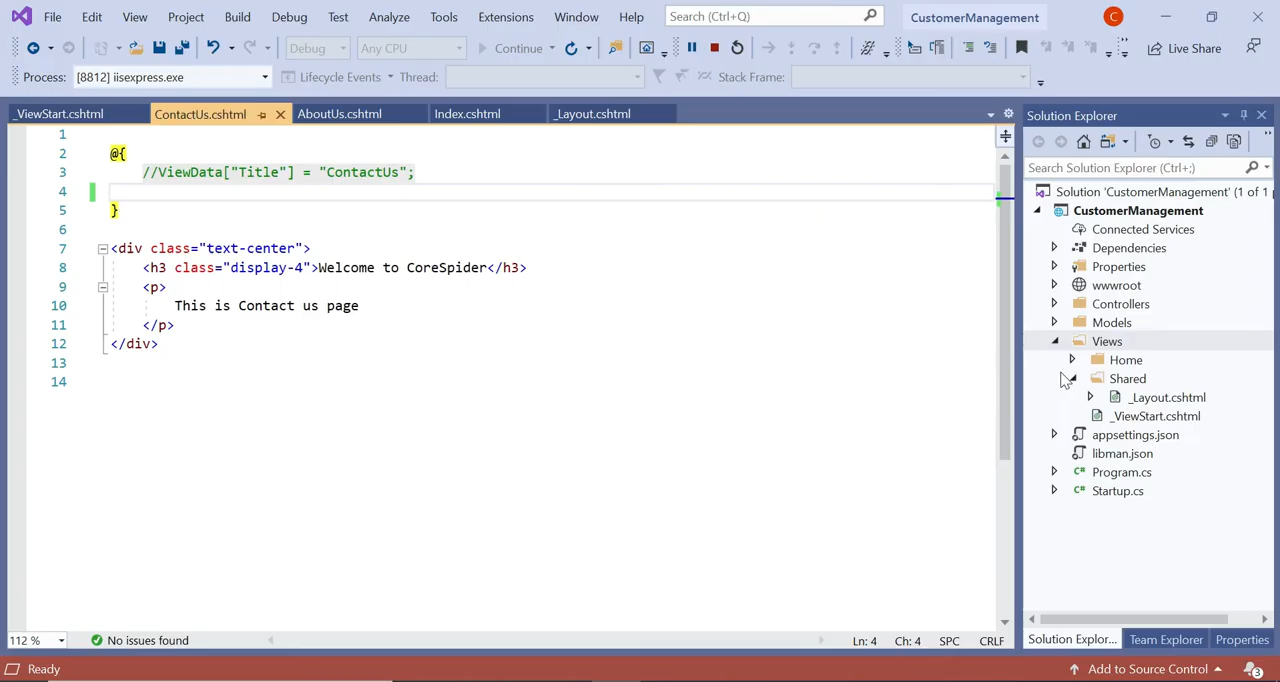 File Edit View Project Build Debug Test Analyze Tools Extensions Window Help Search (Ctrl+Q) CustomerManagement C
Debug Any CPU Continue Live Share
Process: [8812] iisexpress.exe Lifecycle Events Thread: Stack Frame:
_ViewStart.cshtml ContactUs.cshtml AboutUs.cshtml Index.cshtml _Layout.cshtml
1
2 @{
3 //ViewData["Title"] = "ContactUs";
4
5 }
6
7 <div class="text-center">
8 <h3 class="display-4">Welcome to CoreSpider</h3>
9 <p>
10 This is Contact us page
11 </p>
12 </div>
13
14
112 % No issues found Ln: 4 Ch: 4 SPC CRLF
Solution Explorer
Search Solution Explorer (Ctrl+;)
Solution 'CustomerManagement' (1 of 1
CustomerManagement
Connected Services
Dependencies
Properties
wwwroot
Controllers
Models
Views
Home
Shared
_Layout.cshtml
_ViewStart.cshtml
appsettings.json
libman.json
C# Program.cs
C# Startup.cs
Solution Explor... Team Explorer Properties
Ready Add to Source Control 3